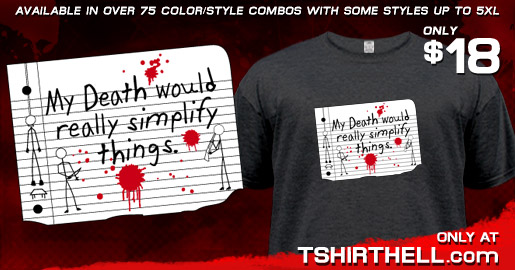 AVAILABLE IN OVER 75 COLOR/STYLE COMBOS WITH SOME STYLES UP TO 5XL
ONLY
$18
My Death would
really simplify
things.
My Death would
really simplify
things.
ONLY AT
TSHIRTHELL.com